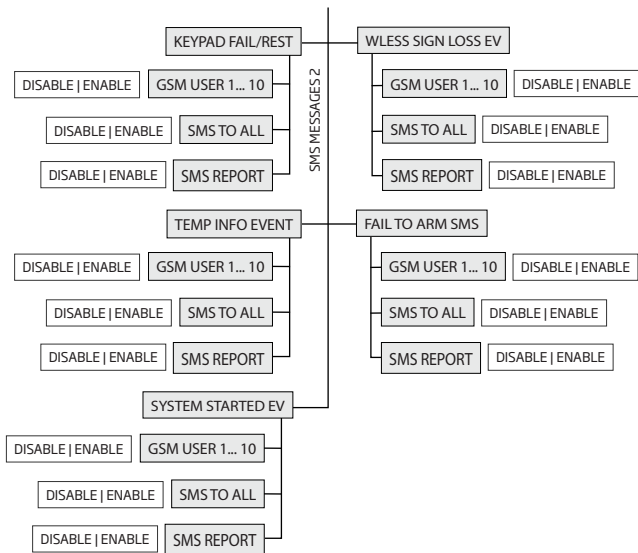 SMS MESSAGES 2
KEYPAD FAIL/REST
DISABLE | ENABLE GSM USER 1... 10
DISABLE | ENABLE SMS TO ALL
DISABLE | ENABLE SMS REPORT
WLESS SIGN LOSS EV
GSM USER 1... 10 DISABLE | ENABLE
SMS TO ALL DISABLE | ENABLE
SMS REPORT DISABLE | ENABLE
TEMP INFO EVENT
DISABLE | ENABLE GSM USER 1... 10
DISABLE | ENABLE SMS TO ALL
DISABLE | ENABLE SMS REPORT
FAIL TO ARM SMS
GSM USER 1... 10 DISABLE | ENABLE
SMS TO ALL DISABLE | ENABLE
SMS REPORT DISABLE | ENABLE
SYSTEM STARTED EV
DISABLE | ENABLE GSM USER 1... 10
DISABLE | ENABLE SMS TO ALL
DISABLE | ENABLE SMS REPORT